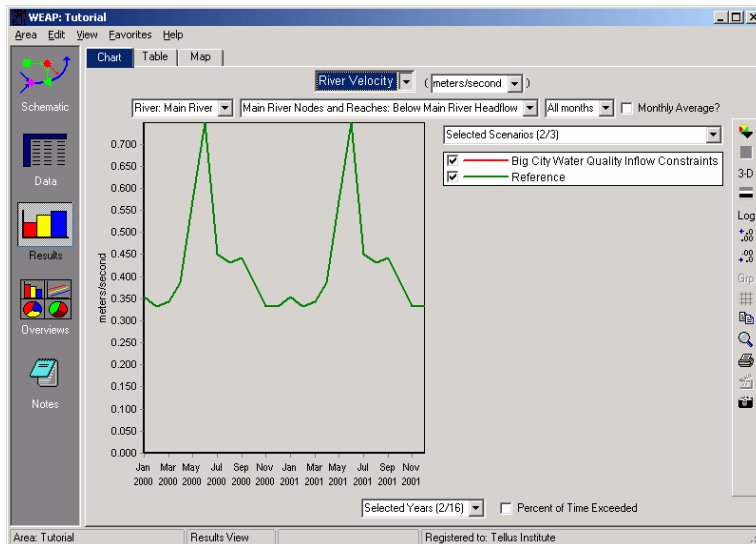 WEAP: Tutorial
Area Edit View Favorites Help
Chart Table Map
River Velocity ( meters/second )
River: Main River Main River Nodes and Reaches: Below Main River Headflow All months Monthly Average?
Selected Scenarios (2/3)
Big City Water Quality Inflow Constraints
Reference
Schematic
Data
Results
Overviews
Notes
meters/second
0.700
0.650
0.600
0.550
0.500
0.450
0.400
0.350
0.300
0.250
0.200
0.150
0.100
0.050
0.000
Jan Mar May Jul Sep Nov Jan Mar May Jul Sep Nov
2000 2000 2000 2000 2000 2000 2001 2001 2001 2001 2001 2001
3-D
Log
Grp
Selected Years (2/16) Percent of Time Exceeded
Area: Tutorial Results View Registered to: Tellus Institute